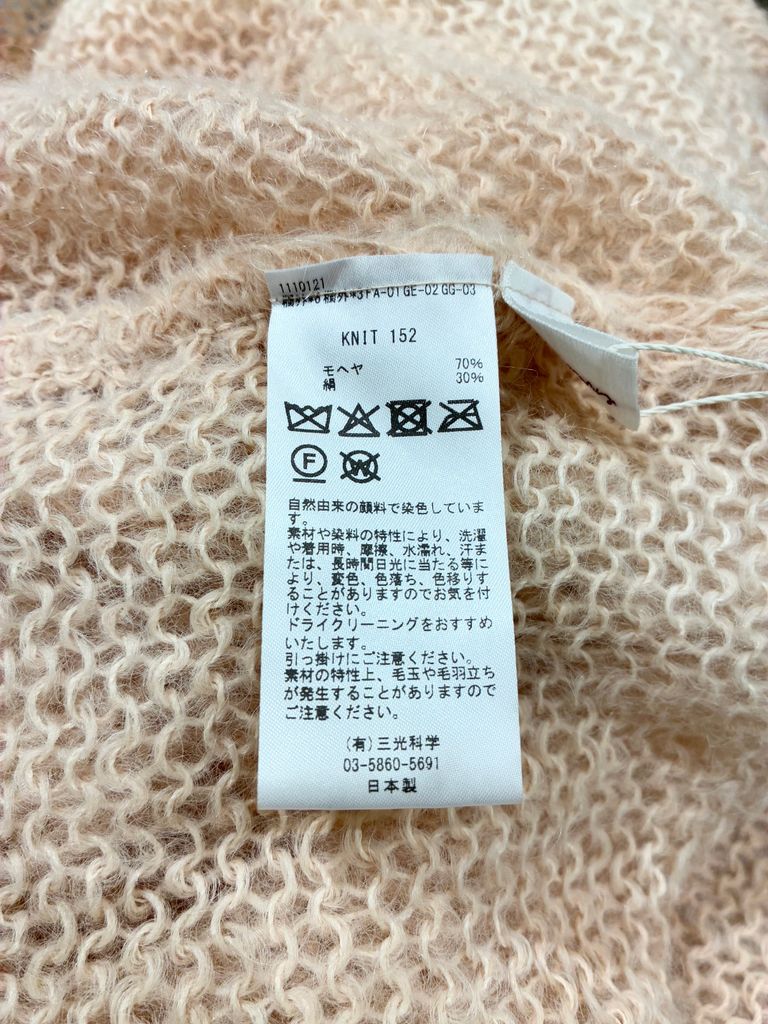 1110121
KNIT 152
モヘヤ 70%
絹 30%
F
W
自然由来の顔料で染色していま
す。
素材や染料の特性により、洗濯
や着用時、摩擦、水濡れ、汗ま
たは、長時間日光に当たる等に
より、変色、色落ち、色移りす
ることがありますのでお気を付
けください。
ドライクリーニングをおすすめ
いたします。
引っ掛けにご注意ください。
素材の特性上、毛玉や毛羽立ち
が発生することがありますので
ご注意ください。
(有)三光科学
03-5860-5691
日本製